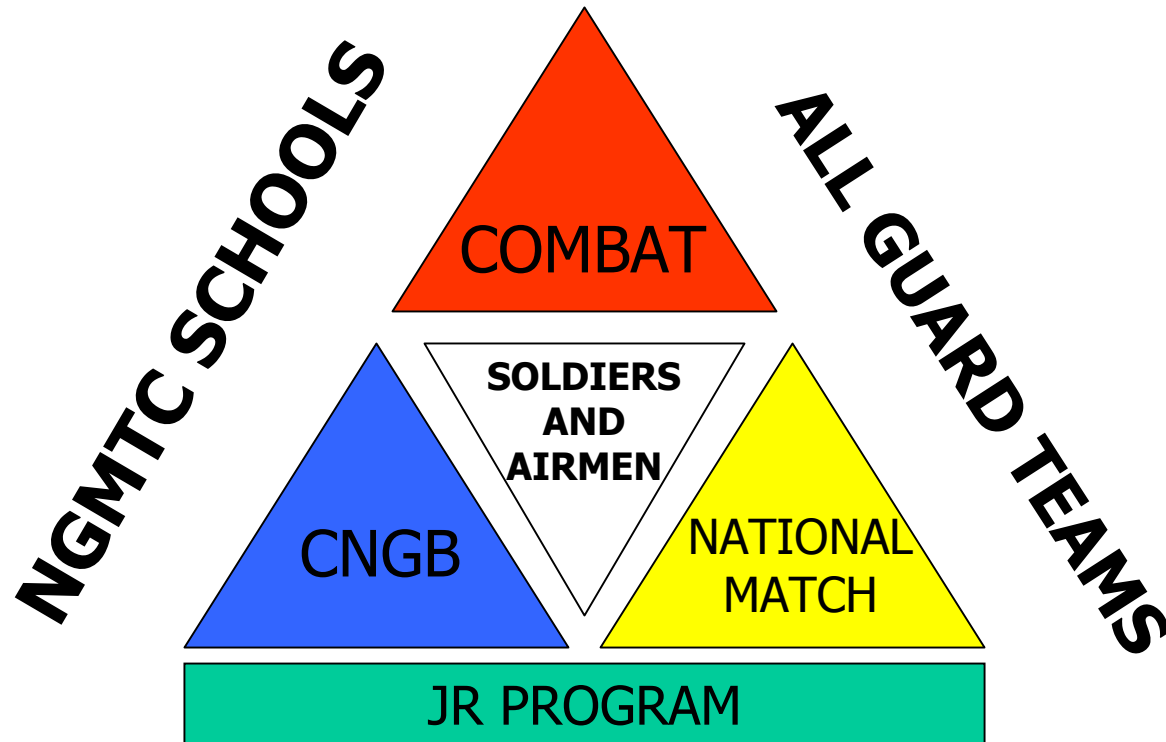 NGMTC SCHOOLS
ALL GUARD TEAMS
COMBAT
SOLDIERS
AND
AIRMEN
CNGB
NATIONAL
MATCH
JR PROGRAM